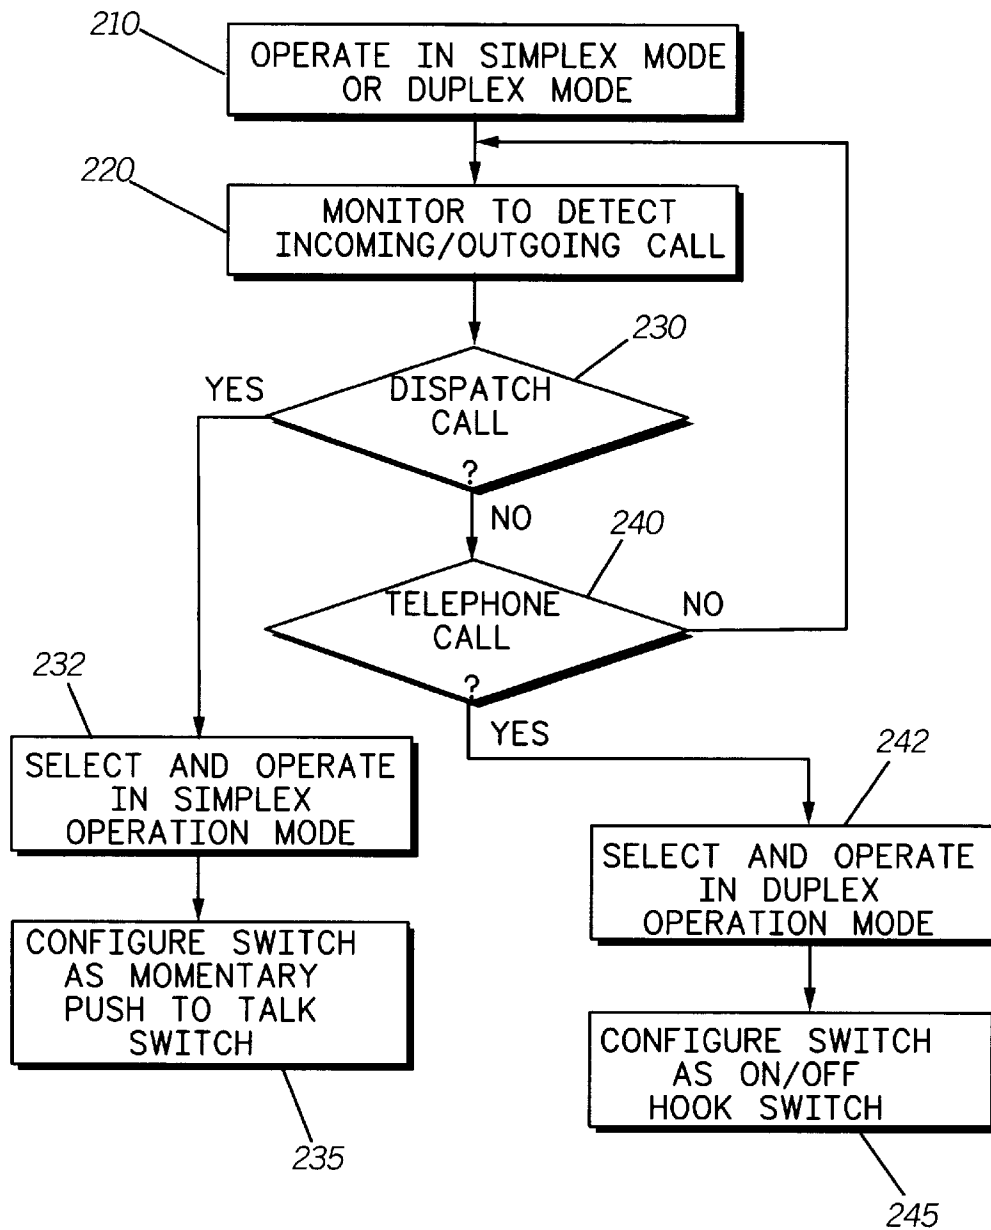 210
OPERATE IN SIMPLEX MODE
OR DUPLEX MODE
220
MONITOR TO DETECT
INCOMING/OUTGOING CALL
230
YES
DISPATCH
CALL
?
NO
240
TELEPHONE
CALL
?
NO
YES
232
SELECT AND OPERATE
IN SIMPLEX
OPERATION MODE
242
SELECT AND OPERATE
IN DUPLEX
OPERATION MODE
CONFIGURE SWITCH
AS MOMENTARY
PUSH TO TALK
SWITCH
235
CONFIGURE SWITCH
AS ON/OFF
HOOK SWITCH
245